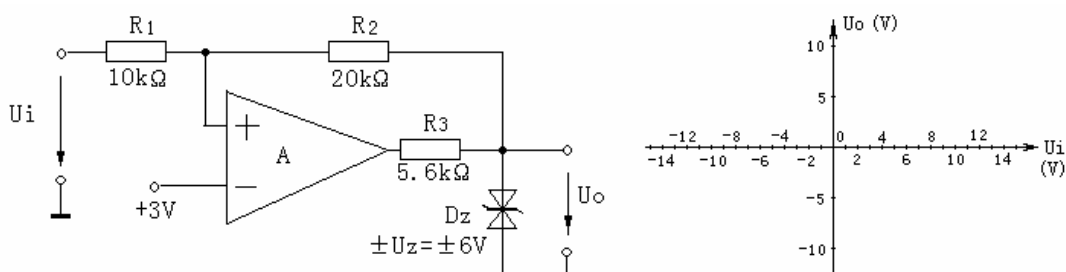 R1
R2
10kΩ
20kΩ
Ui
+
A
R3
5.6kΩ
−
+3V
Dz
±Uz=±6V
Uo
Uo (V)
10
5
-12 -8 -4 0 4 8 12
-14 -10 -6 -2 2 6 10 14
Ui
(V)
-5
-10